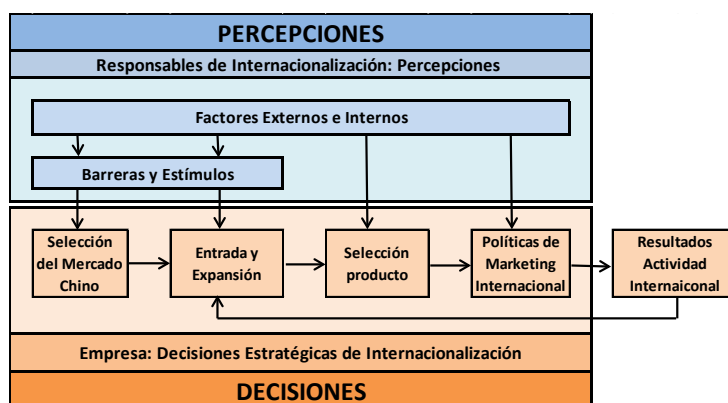 PERCEPCIONES
Responsables de Internacionalización: Percepciones
Factores Externos e Internos
Barreras y Estímulos
Selección
del Mercado
Chino
Entrada y
Expansión
Selección
producto
Políticas de
Marketing
Internacional
Resultados
Actividad
Internaiconal
Empresa: Decisiones Estratégicas de Internacionalización
DECISIONES